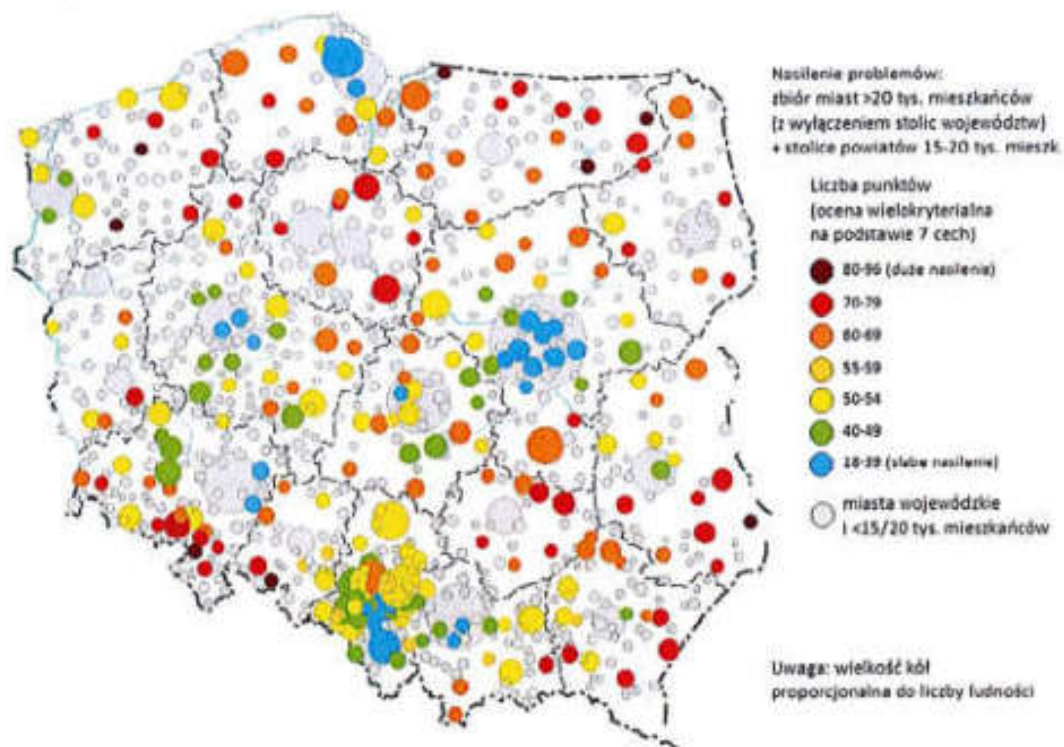 Nasilenie problemów:
zbiór miast >20 tys. mieszkańców
(z wyłączeniem stolic województw)
+ stolice powiatów 15-20 tys. mieszk
Liczba punktów
(ocena wielokryterialna
na podstawie 7 cech)
80-96 (duże nasilenie)
70-79
60-69
55-59
50-54
40-49
18-39 (słabe nasilenie)
miasta wojewódzkie
i <15/20 tys. mieszkańców
Uwaga: wielkość kół
proporcjonalna do liczby ludności